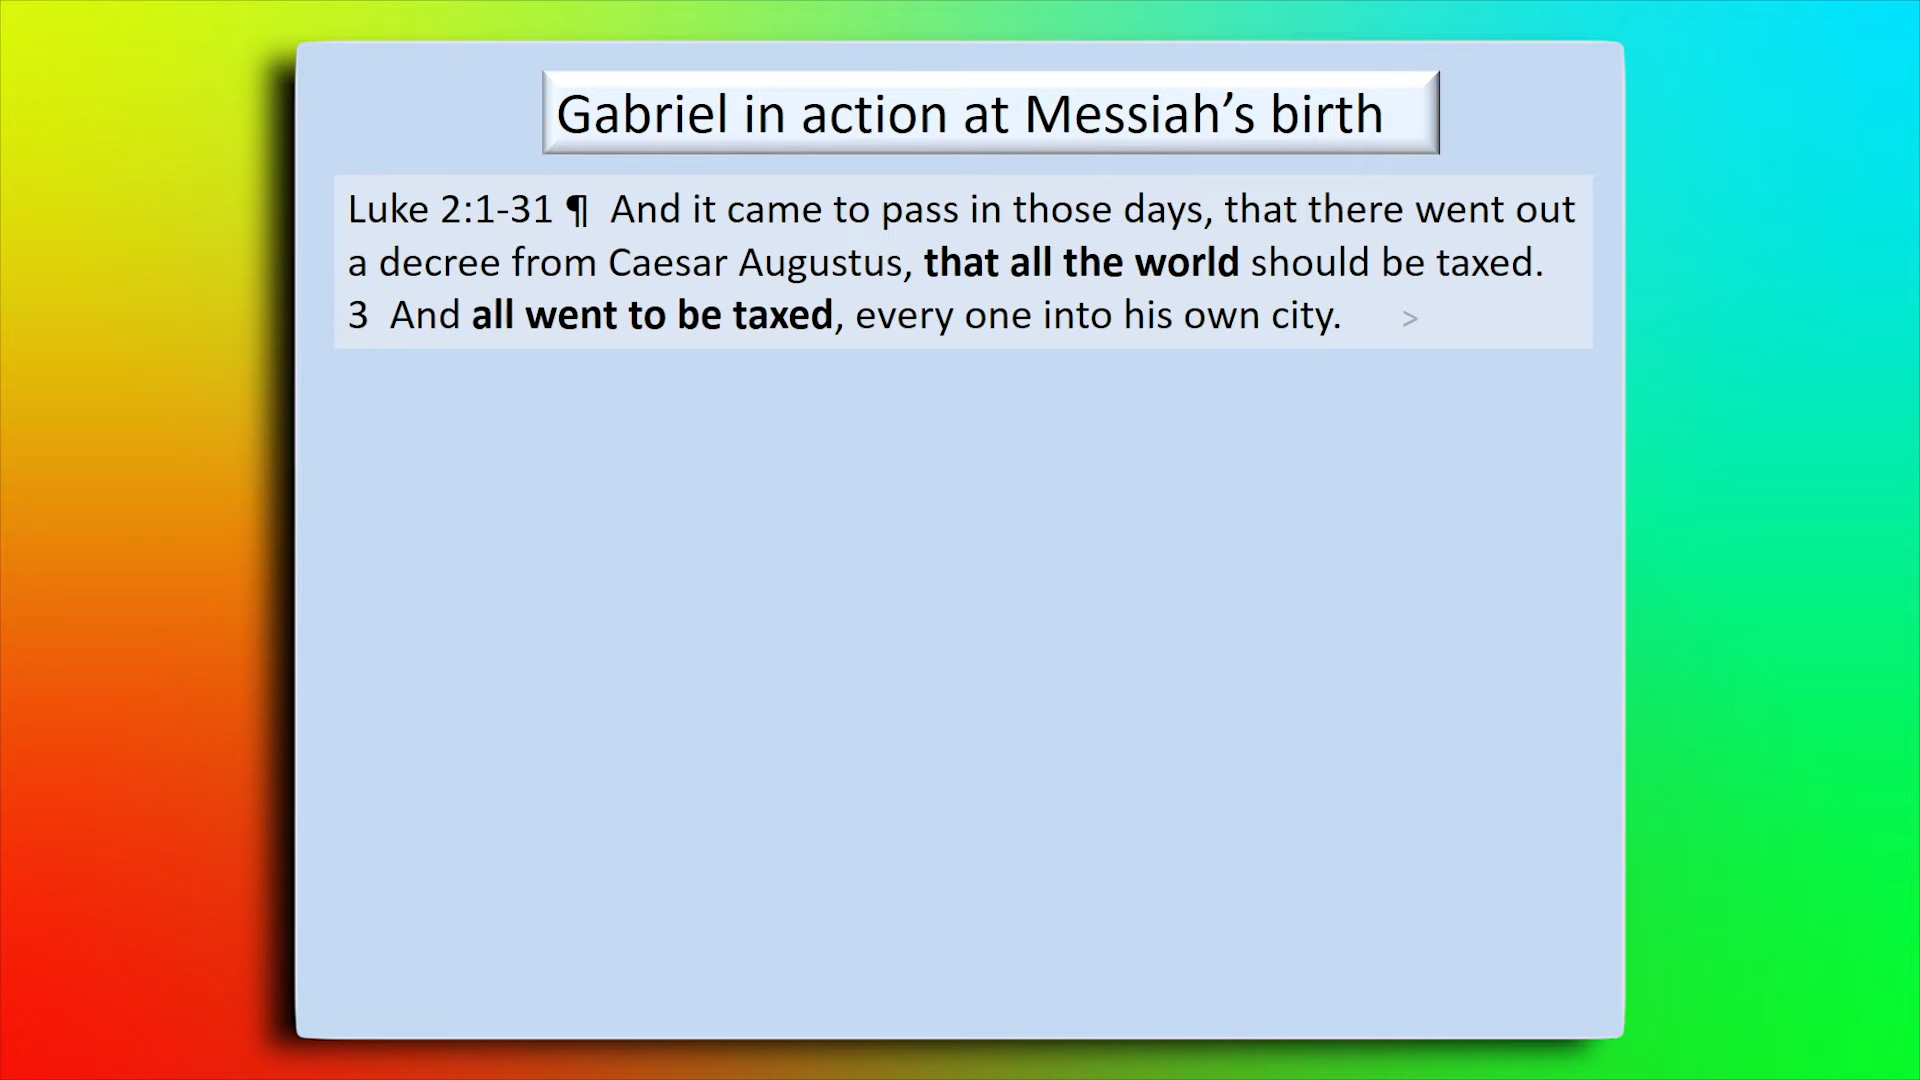 Gabriel in action at Messiah’s birth
Luke 2:1-31 ¶  And it came to pass in those days, that there went out
a decree from Caesar Augustus, that all the world should be taxed.
3  And all went to be taxed, every one into his own city.     >